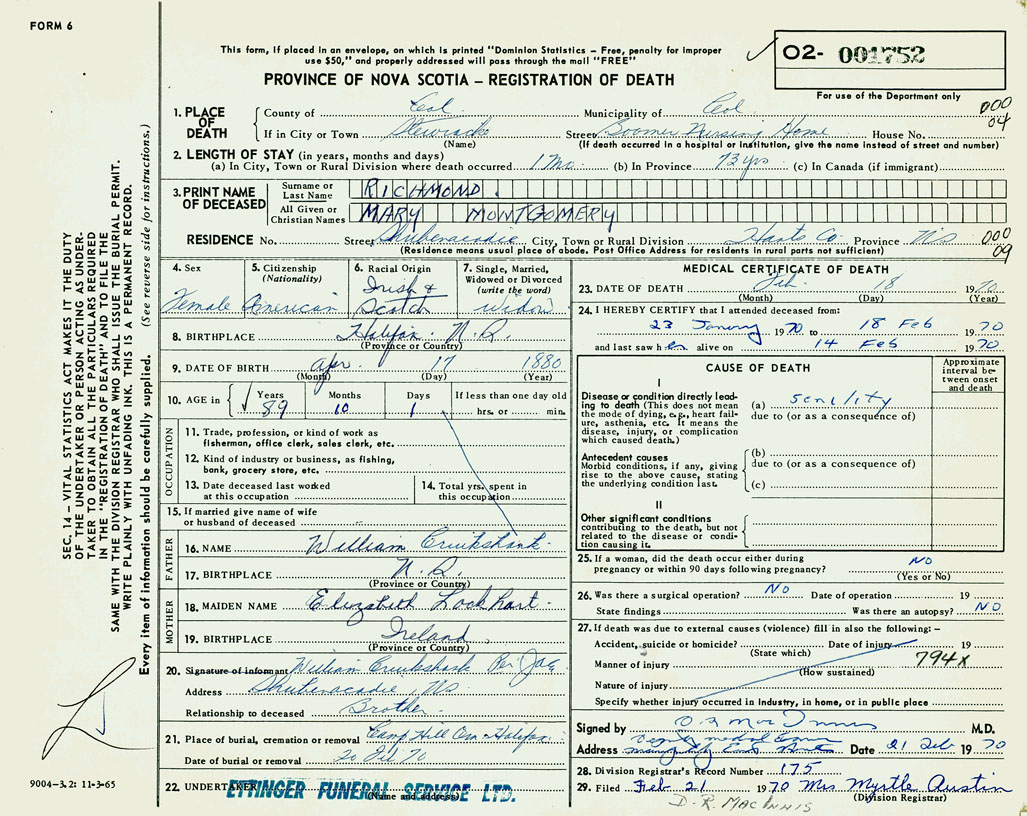 FORM 6
This form, if placed in an envelope, on which is printed "Dominion Statistics – Free, penalty for improper
use $50," and properly addressed will pass through the mail "FREE"
PROVINCE OF NOVA SCOTIA – REGISTRATION OF DEATH
O2- 001752
For use of the Department only
SEC. 14 – VITAL STATISTICS ACT MAKES IT THE DUTY
OF THE UNDERTAKER OR PERSON ACTING AS UNDER-
TAKER TO OBTAIN ALL THE PARTICULARS REQUIRED
IN THE "REGISTRATION OF DEATH" AND TO FILE THE
SAME WITH THE DIVISION REGISTRAR WHO SHALL ISSUE THE BURIAL PERMIT.
WRITE PLAINLY WITH UNFADING INK. THIS IS A PERMANENT RECORD.
Every item of information should be carefully supplied. (See reverse side for instructions.)
1. PLACE OF DEATH County of Col. Municipality of Col. 000
If in City or Town Stewiacke Street Boomer Nursing Home House No. 04
(Name) (If death occurred in a hospital or institution, give the name instead of street and number)
2. LENGTH OF STAY (in years, months and days)
(a) In City, Town or Rural Division where death occurred 1 Mo. (b) In Province 73 yrs (c) In Canada (if immigrant)
3. PRINT NAME OF DECEASED Surname or Last Name RICHMOND.
All Given or Christian Names MARY MONTGOMERY
RESIDENCE No. Street Shubenacadie City, Town or Rural Division Hants Co. Province N.S 000
(Residence means usual place of abode. Post Office Address for residents in rural parts not sufficient) 09
4. Sex Female
5. Citizenship (Nationality) American
6. Racial Origin Irish & Scotch
7. Single, Married, Widowed or Divorced (write the word) widow
8. BIRTHPLACE Halifax N.S.
(Province or Country)
9. DATE OF BIRTH Apr. 17 1880
(Month) (Day) (Year)
10. AGE in Years 89 Months 10 Days 1 If less than one day old
hrs. or min.
OCCUPATION
11. Trade, profession, or kind of work as
fisherman, office clerk, sales clerk, etc.
12. Kind of industry or business, as fishing,
bank, grocery store, etc.
13. Date deceased last worked
at this occupation
14. Total yrs. spent in
this occupation
15. If married give name of wife
or husband of deceased
FATHER
16. NAME William Cruikshank.
17. BIRTHPLACE N.S.
(Province or Country)
MOTHER
18. MAIDEN NAME Elizabeth Lockhart.
19. BIRTHPLACE Ireland
(Province or Country)
20. Signature of informant William Cruikshank Per
Address Shubenacadie, NS
Relationship to deceased Brother.
21. Place of burial, cremation or removal Camp Hill Cem Halifax.
Date of burial or removal 20 Feb 70
22. UNDERTAKER ETTINGER FUNERAL SERVICE LTD.
(Name and address)
9004-3.2: 11-3-65
MEDICAL CERTIFICATE OF DEATH
23. DATE OF DEATH Feb. 18 1970
(Month) (Day) (Year)
24. I HEREBY CERTIFY that I attended deceased from:
23 January 1970 to 18 Feb 1970
and last saw her alive on 14 Feb 1970
CAUSE OF DEATH
Approximate interval between onset and death
I
Disease or condition directly lead-
ing to death (This does not mean
the mode of dying, e.g., heart fail-
ure, asthenia, etc. It means the
disease, injury, or complication
which caused death.)
(a) senility
due to (or as a consequence of)
Antecedent causes
Morbid conditions, if any, giving
rise to the above cause, stating
the underlying condition last.
(b)
due to (or as a consequence of)
(c)
II
Other significant conditions
contributing to the death, but not
related to the disease or condi-
tion causing it.
25. If a woman, did the death occur either during
pregnancy or within 90 days following pregnancy? NO
(Yes or No)
26. Was there a surgical operation? NO Date of operation 19
State findings Was there an autopsy? NO
27. If death was due to external causes (violence) fill in also the following: –
Accident, suicide or homicide? Date of injury 19
(State which)
Manner of injury 794x
(How sustained)
Nature of injury
Specify whether injury occurred in Industry, in home, or in public place
Signed by D R MacInnis M.D.
Address Date 21 Feb 1970
28. Division Registrar's Record Number 175
29. Filed Feb 21 1970 Mrs Myrtle Austin
(Division Registrar)
D. R. MACINNIS